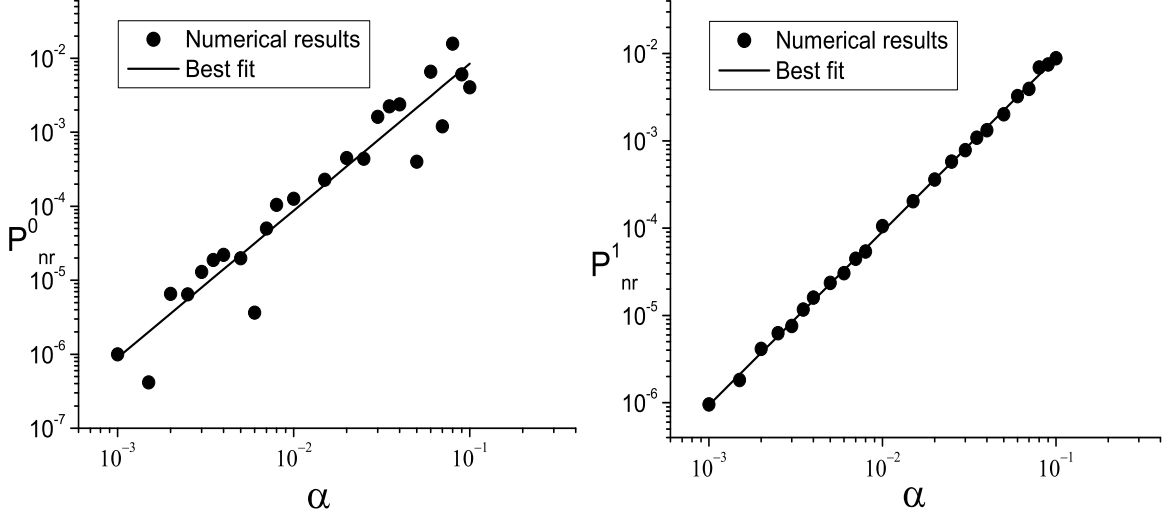 Numerical results
Best fit
10⁻²
10⁻³
10⁻⁴
10⁻⁵
10⁻⁶
10⁻⁷
P⁰nr
10⁻³ 10⁻² 10⁻¹
α
Numerical results
Best fit
10⁻²
10⁻³
10⁻⁴
10⁻⁵
10⁻⁶
P¹nr
10⁻³ 10⁻² 10⁻¹
α